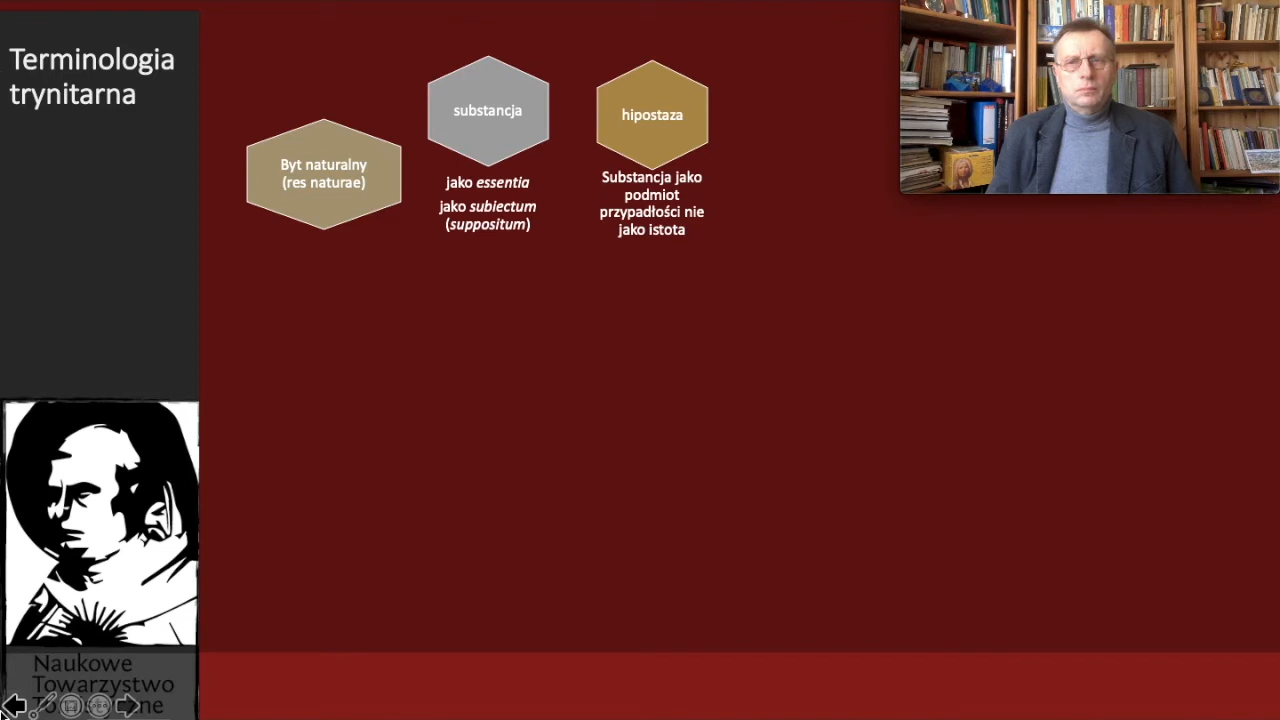 Terminologia
trynitarna
substancja
hipostaza
Byt naturalny
(res naturae)
jako essentia
jako subiectum
(suppositum)
Substancja jako
podmiot
przypadłości nie
jako istota
Naukowe
Towarzystwo
Tomistyczne